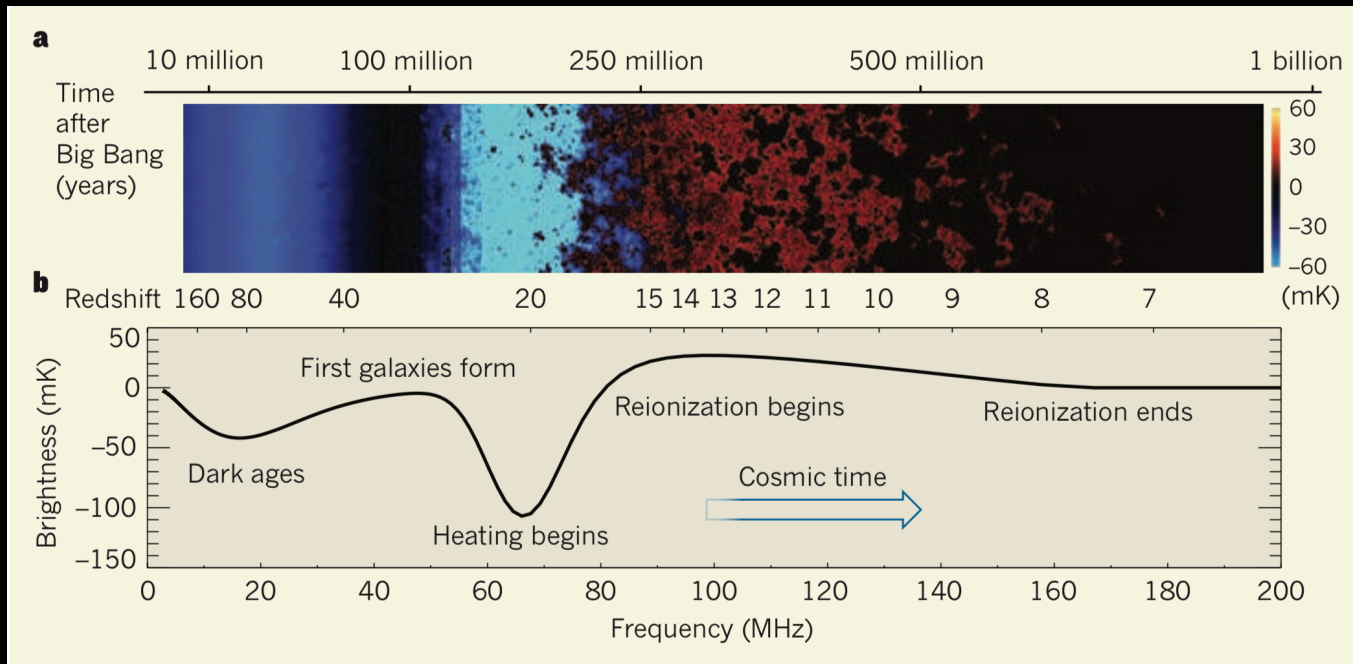 a
10 million 100 million 250 million 500 million 1 billion
Time
after
Big Bang
(years)
60
30
0
–30
–60
(mK)
b
Redshift 160 80 40 20 15 14 13 12 11 10 9 8 7
50
0
–50
–100
–150
Brightness (mK)
First galaxies form
Dark ages
Heating begins
Reionization begins
Reionization ends
Cosmic time
0 20 40 60 80 100 120 140 160 180 200
Frequency (MHz)